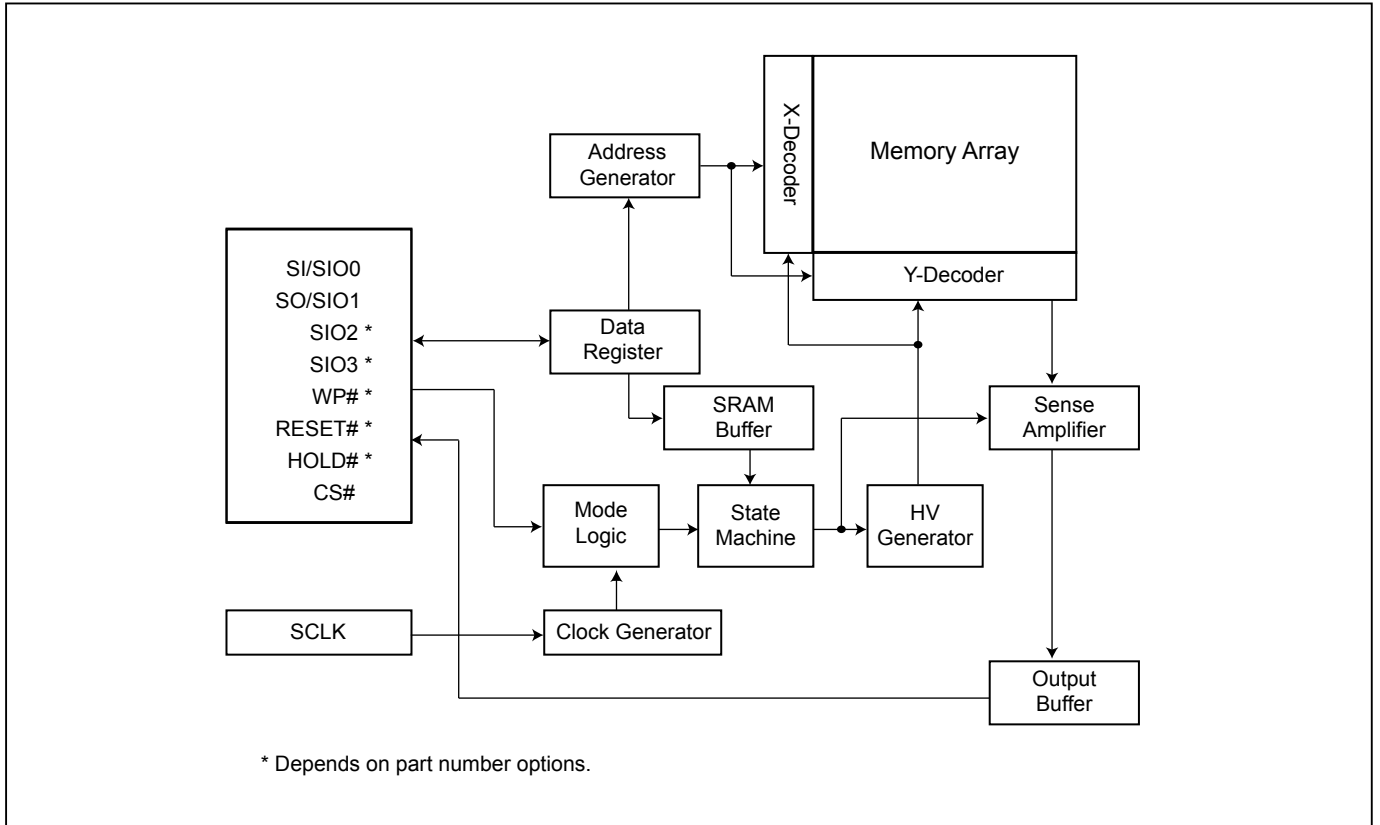 X-Decoder
Memory Array
Address
Generator
Y-Decoder
SI/SIO0
SO/SIO1
SIO2 *
SIO3 *
WP# *
RESET# *
HOLD# *
CS#
Data
Register
SRAM
Buffer
Sense
Amplifier
Mode
Logic
State
Machine
HV
Generator
SCLK
Clock Generator
Output
Buffer
* Depends on part number options.